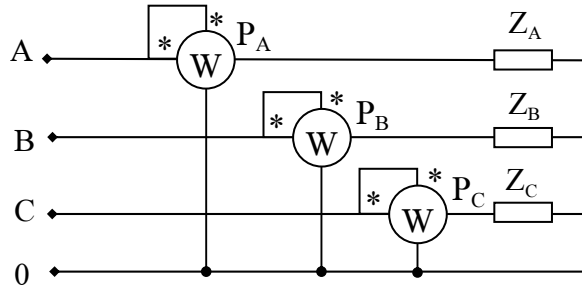 * P_A Z_A
A * W
* P_B Z_B
B * W
* P_C Z_C
C * W
0